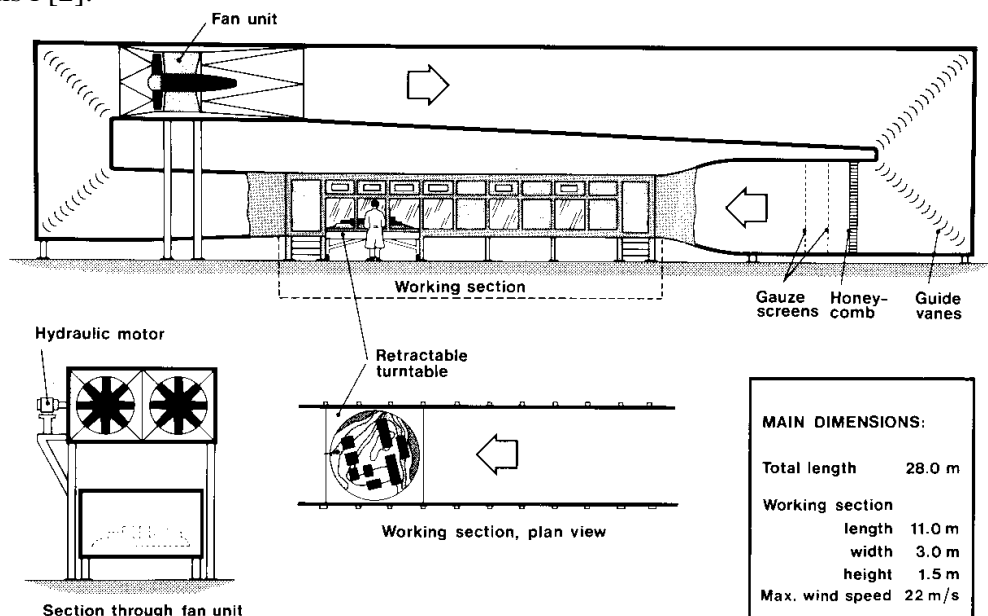 Fan unit
Working section
Gauze
screens
Honey-
comb
Guide
vanes
Hydraulic motor
Retractable
turntable
Working section, plan view
Section through fan unit
MAIN DIMENSIONS:
Total length 28.0 m
Working section
length 11.0 m
width 3.0 m
height 1.5 m
Max. wind speed 22 m/s